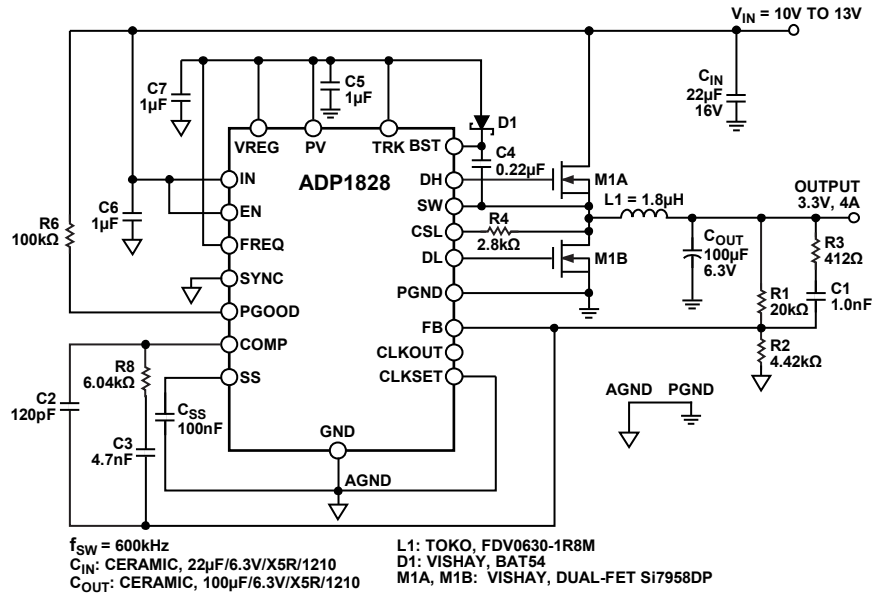 V_IN = 10V TO 13V
C7
1µF
C5
1µF
C_IN
22µF
16V
D1
VREG
PV
TRK
BST
C4
0.22µF
ADP1828
IN
DH
M1A
OUTPUT
3.3V, 4A
EN
SW
L1 = 1.8µH
C6
1µF
R6
100kΩ
FREQ
CSL
R4
2.8kΩ
C_OUT
100µF
6.3V
R3
412Ω
SYNC
DL
M1B
PGOOD
PGND
R1
20kΩ
C1
1.0nF
COMP
FB
R8
6.04kΩ
CLKOUT
R2
4.42kΩ
SS
CLKSET
C2
120pF
C_SS
100nF
AGND PGND
C3
4.7nF
GND
AGND
f_SW = 600kHz
C_IN: CERAMIC, 22µF/6.3V/X5R/1210
C_OUT: CERAMIC, 100µF/6.3V/X5R/1210
L1: TOKO, FDV0630-1R8M
D1: VISHAY, BAT54
M1A, M1B: VISHAY, DUAL-FET Si7958DP